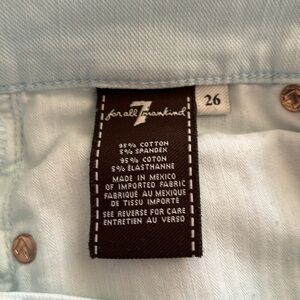 7
for all mankind
26
95% COTTON
5% SPANDEX
95% COTON
5% ÉLASTHANNE
MADE IN MEXICO
OF IMPORTED FABRIC
FABRIQUÉ AU MEXIQUE
DE TISSU IMPORTÉ
SEE REVERSE FOR CARE
ENTRETIEN AU VERSO